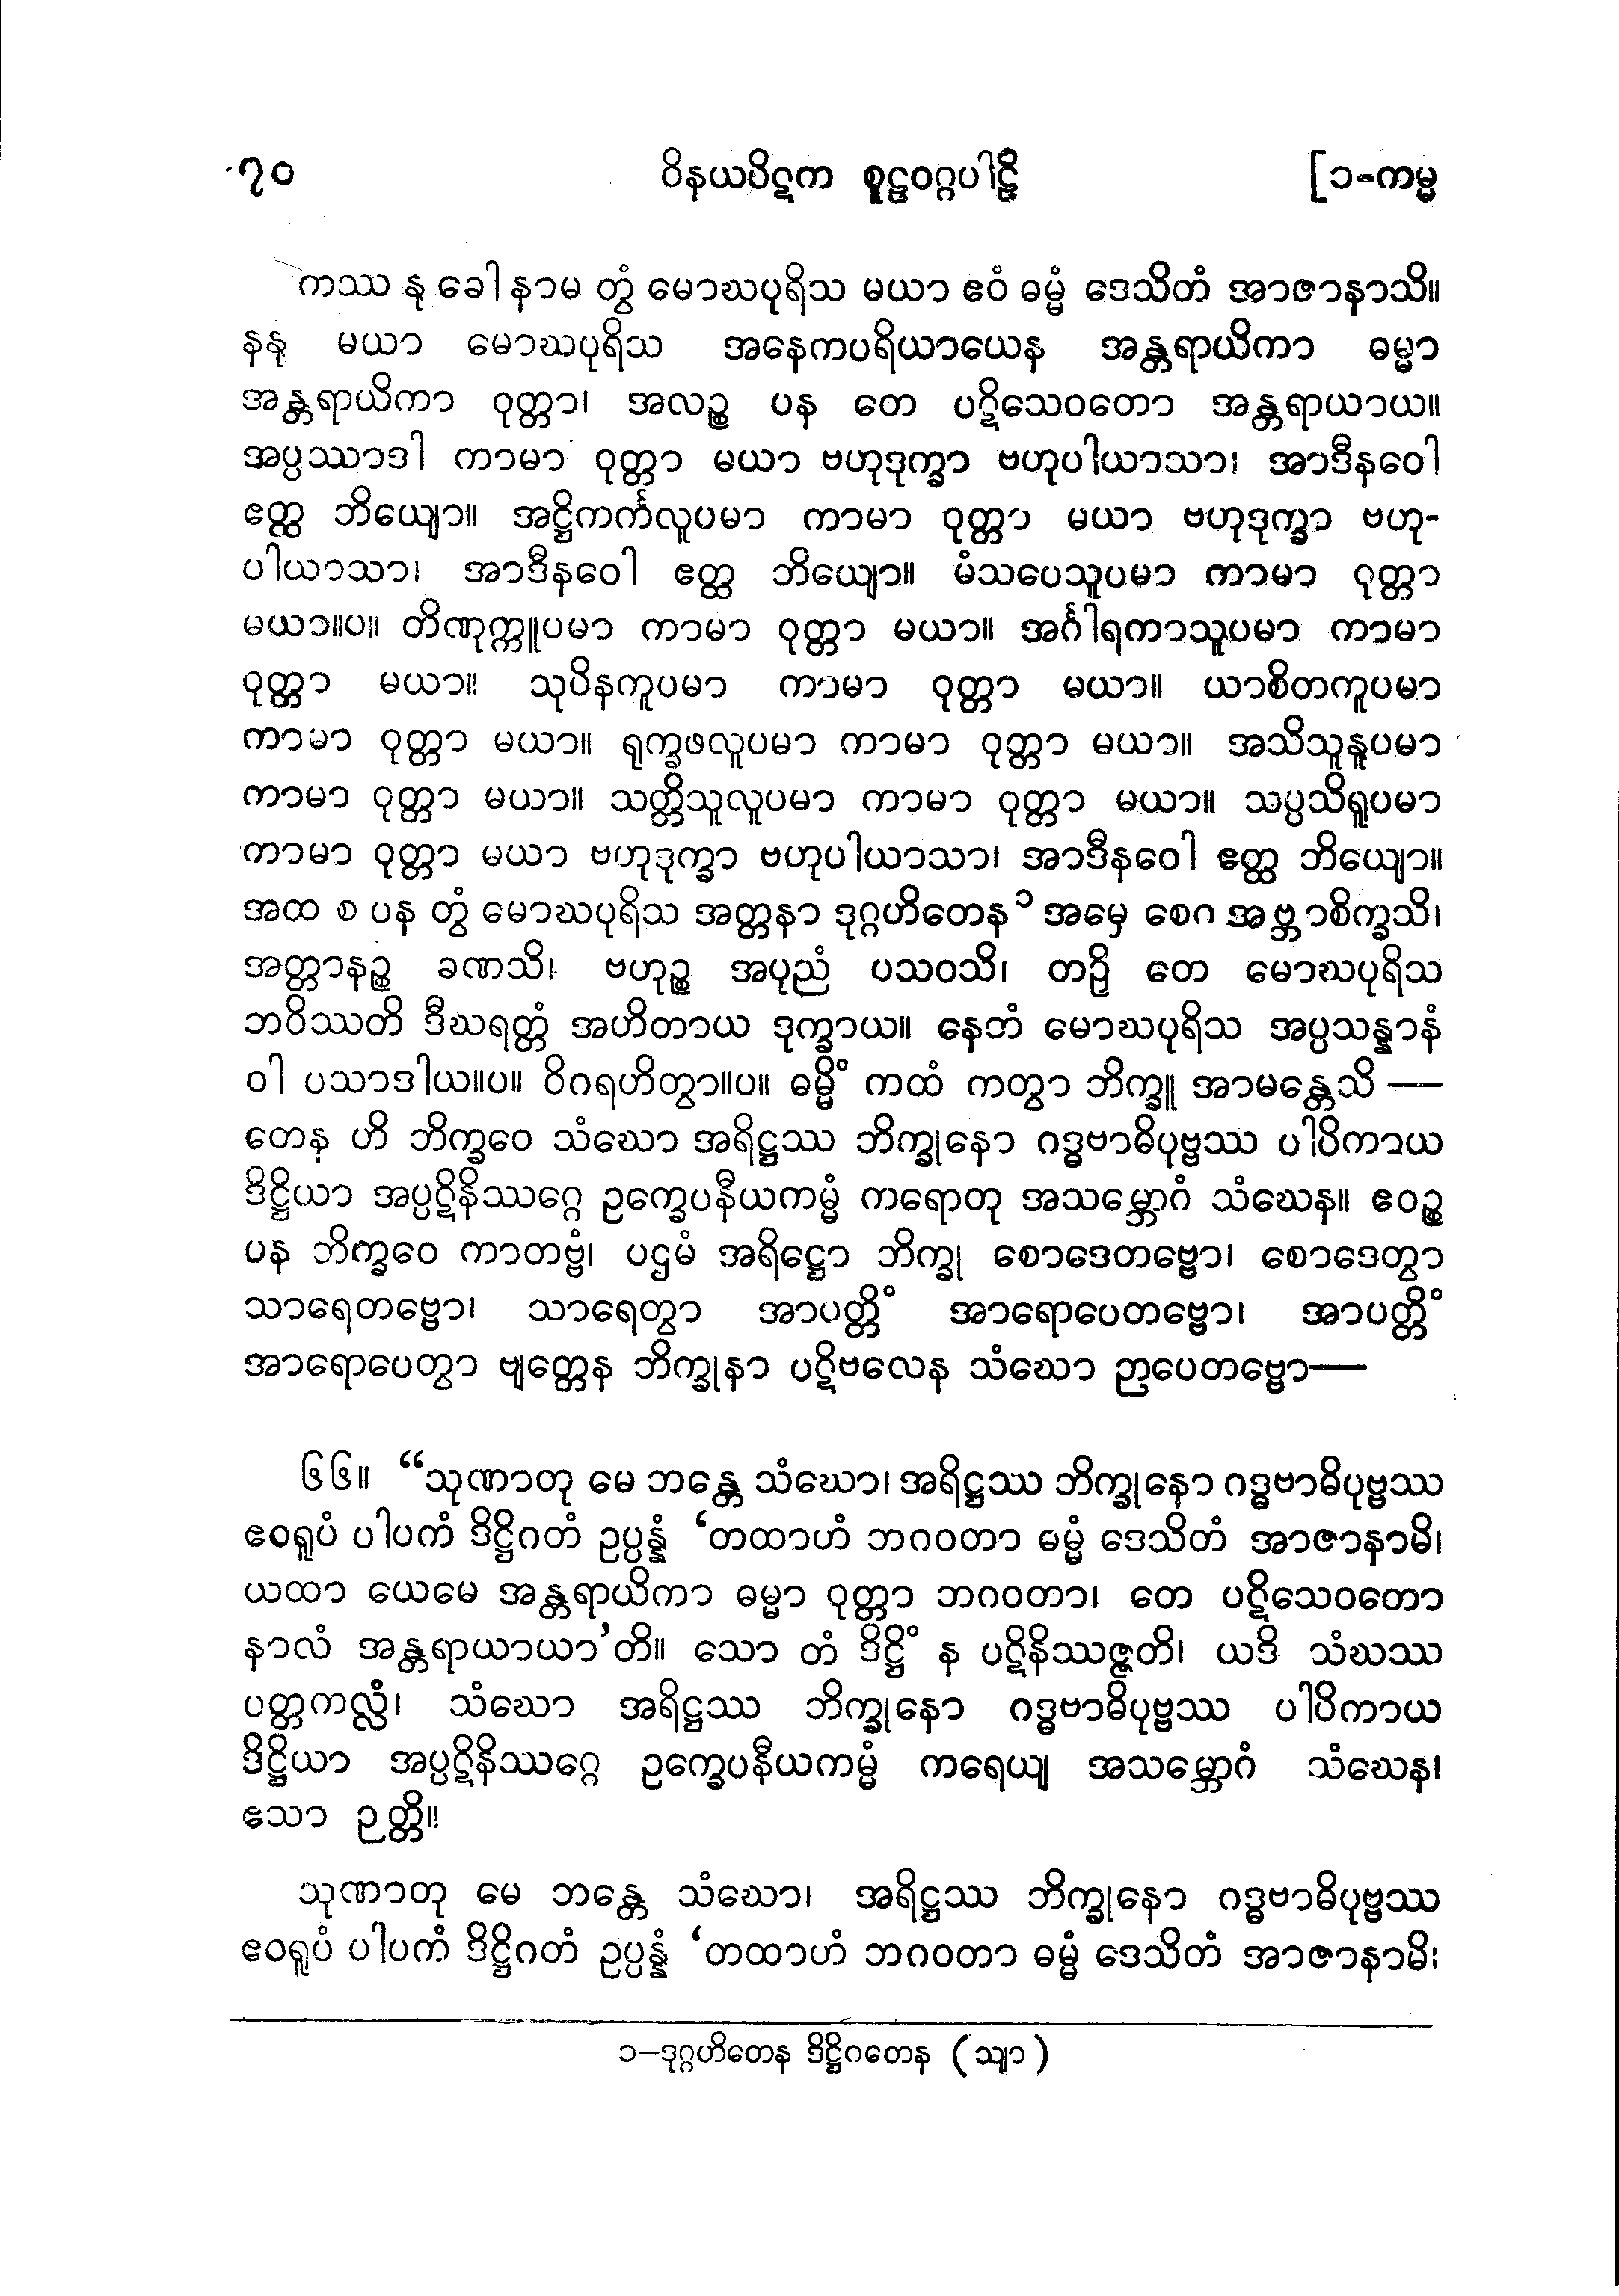 ၇၀ ဝိနယပိဋက စူဠဝဂ္ဂပါဠိ [၁-ကမ္မ
ကဿ နု ခေါ နာမ တွံ မောဃပုရိသ မယာ ဧဝံ ဓမ္မံ ဒေသိတံ အာဇာနာသိ။
နနု မယာ မောဃပုရိသ အနေကပရိယာယေန အန္တရာယိကာ ဓမ္မာ
အန္တရာယိကာ ဝုတ္တာ၊ အလဉ္စ ပန တေ ပဋိသေဝတော အန္တရာယာယ။
အပ္ပဿာဒါ ကာမာ ဝုတ္တာ မယာ ဗဟုဒုက္ခာ ဗဟုပါယာသာ၊ အာဒီနဝေါ
ဧတ္ထ ဘိယျော။ အဋ္ဌိကင်္ကလူပမာ ကာမာ ဝုတ္တာ မယာ ဗဟုဒုက္ခာ ဗဟု-
ပါယာသာ၊ အာဒီနဝေါ ဧတ္ထ ဘိယျော။ မံသပေသူပမာ ကာမာ ဝုတ္တာ
မယာ။ပ။ တိဏုက္ကူပမာ ကာမာ ဝုတ္တာ မယာ။ အင်္ဂါရကာသူပမာ ကာမာ
ဝုတ္တာ မယာ။ သုပိနကူပမာ ကာမာ ဝုတ္တာ မယာ။ ယာစိတကူပမာ
ကာမာ ဝုတ္တာ မယာ။ ရုက္ခဖလူပမာ ကာမာ ဝုတ္တာ မယာ။ အသိသူနူပမာ
ကာမာ ဝုတ္တာ မယာ။ သတ္တိသူလူပမာ ကာမာ ဝုတ္တာ မယာ။ သပ္ပသိရူပမာ
ကာမာ ဝုတ္တာ မယာ ဗဟုဒုက္ခာ ဗဟုပါယာသာ၊ အာဒီနဝေါ ဧတ္ထ ဘိယျော။
အထ စ ပန တွံ မောဃပုရိသ အတ္တနာ ဒုဂ္ဂဟိတေန ၁ အမှေ စေဂ အဗ္ဘာစိက္ခသိ၊
အတ္တာနဉ္စ ခဏသိ၊ ဗဟုဉ္စ အပုညံ ပသဝသိ၊ တဉှိ တေ မောဃပုရိသ
ဘဝိဿတိ ဒီဃရတ္တံ အဟိတာယ ဒုက္ခာယ။ နေတံ မောဃပုရိသ အပ္ပသန္နာနံ
ဝါ ပသာဒါယ။ပ။ ဝိဂရဟိတွာ။ပ။ ဓမ္မိံ ကထံ ကတွာ ဘိက္ခူ အာမန္တေသိ —
တေန ဟိ ဘိက္ခဝေ သံဃော အရိဋ္ဌဿ ဘိက္ခုနော ဂဒ္ဓဗာဓိပုဗ္ဗဿ ပါပိကာယ
ဒိဋ္ဌိယာ အပ္ပဋိနိဿဂ္ဂေ ဥက္ခေပနီယကမ္မံ ကရောတု အသမ္ဘောဂံ သံဃေန။ ဧဝဉ္စ
ပန ဘိက္ခဝေ ကာတဗ္ဗံ၊ ပဌမံ အရိဋ္ဌော ဘိက္ခု စောဒေတဗ္ဗော၊ စောဒေတွာ
သာရေတဗ္ဗော၊ သာရေတွာ အာပတ္တိံ အာရောပေတဗ္ဗော၊ အာပတ္တိံ
အာရောပေတွာ ဗျတ္တေန ဘိက္ခုနာ ပဋိဗလေန သံဃော ဉာပေတဗ္ဗော—
၆၆။ “သုဏာတု မေ ဘန္တေ သံဃော၊ အရိဋ္ဌဿ ဘိက္ခုနော ဂဒ္ဓဗာဓိပုဗ္ဗဿ
ဧဝရူပံ ပါပကံ ဒိဋ္ဌိဂတံ ဥပ္ပန္နံ ‘တထာဟံ ဘဂဝတာ ဓမ္မံ ဒေသိတံ အာဇာနာမိ၊
ယထာ ယေမေ အန္တရာယိကာ ဓမ္မာ ဝုတ္တာ ဘဂဝတာ၊ တေ ပဋိသေဝတော
နာလံ အန္တရာယာယာ’တိ။ သော တံ ဒိဋ္ဌိံ န ပဋိနိဿဇ္ဇတိ၊ ယဒိ သံဃဿ
ပတ္တကလ္လံ၊ သံဃော အရိဋ္ဌဿ ဘိက္ခုနော ဂဒ္ဓဗာဓိပုဗ္ဗဿ ပါပိကာယ
ဒိဋ္ဌိယာ အပ္ပဋိနိဿဂ္ဂေ ဥက္ခေပနီယကမ္မံ ကရေယျ အသမ္ဘောဂံ သံဃေန၊
ဧသာ ဉတ္တိ။
သုဏာတု မေ ဘန္တေ သံဃော၊ အရိဋ္ဌဿ ဘိက္ခုနော ဂဒ္ဓဗာဓိပုဗ္ဗဿ
ဧဝရူပံ ပါပကံ ဒိဋ္ဌိဂတံ ဥပ္ပန္နံ ‘တထာဟံ ဘဂဝတာ ဓမ္မံ ဒေသိတံ အာဇာနာမိ၊
၁–ဒုဂ္ဂဟိတေန ဒိဋ္ဌိဂတေန (သျာ)